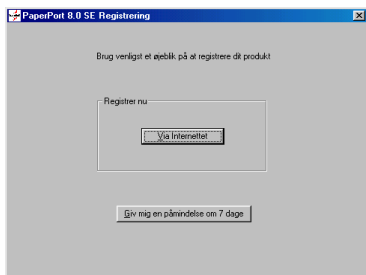 PaperPort 8.0 SE Registrering
Brug venligst et øjeblik på at registrere dit produkt
Registrer nu
Via Internettet
Giv mig en påmindelse om 7 dage